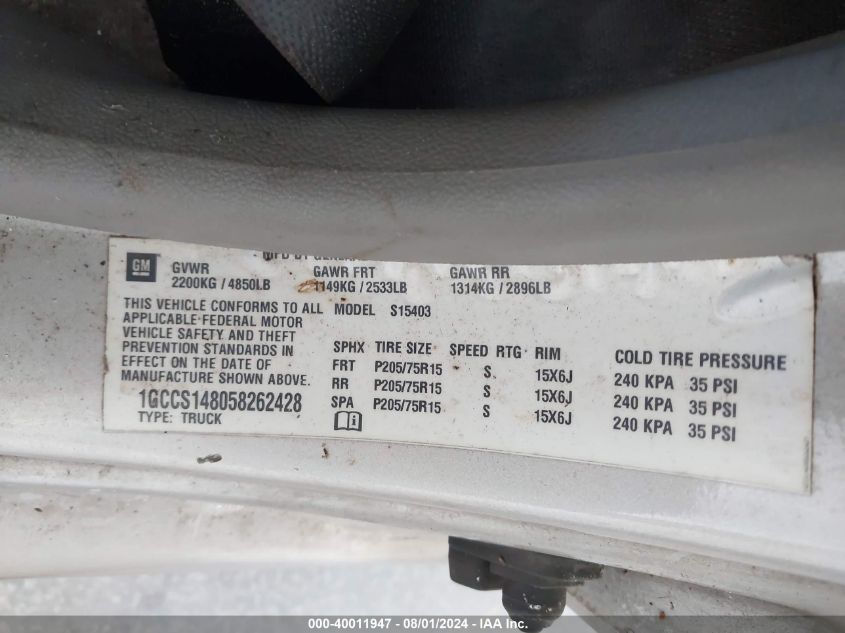 GM
GVWR GAWR FRT GAWR RR
2200KG / 4850LB 1149KG / 2533LB 1314KG / 2896LB
THIS VEHICLE CONFORMS TO ALL
APPLICABLE FEDERAL MOTOR
VEHICLE SAFETY AND THEFT
PREVENTION STANDARDS IN
EFFECT ON THE DATE OF
MANUFACTURE SHOWN ABOVE.
1GCCS148058262428
TYPE: TRUCK
MODEL S15403
SPHX TIRE SIZE SPEED RTG RIM COLD TIRE PRESSURE
FRT P205/75R15 S 15X6J 240 KPA 35 PSI
RR P205/75R15 S 15X6J 240 KPA 35 PSI
SPA P205/75R15 S 15X6J 240 KPA 35 PSI
000-40011947 - 08/01/2024 - IAA Inc.